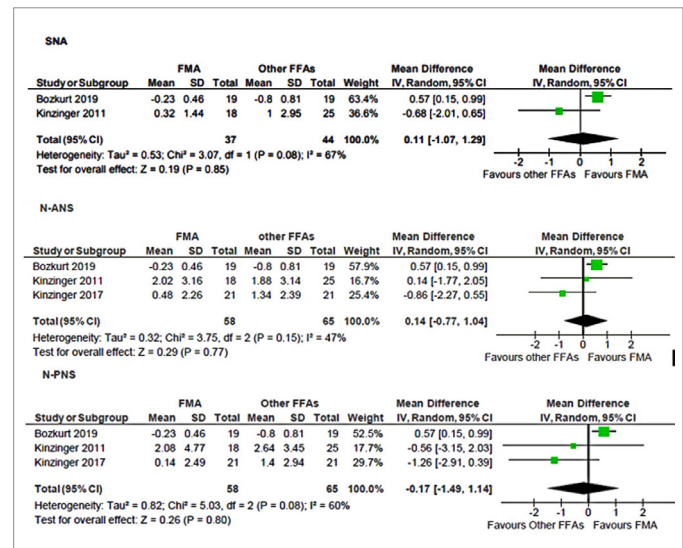 SNA
FMA Other FFAs Mean Difference Mean Difference
Study or Subgroup Mean SD Total Mean SD Total Weight IV, Random, 95% CI IV, Random, 95% CI
Bozkurt 2019 -0.23 0.46 19 -0.8 0.81 19 63.4% 0.57 [0.15, 0.99]
Kinzinger 2011 0.32 1.44 18 1 2.95 25 36.6% -0.68 [-2.01, 0.65]
Total (95% CI) 37 44 100.0% 0.11 [-1.07, 1.29]
Heterogeneity: Tau² = 0.53; Chi² = 3.07, df = 1 (P = 0.08); I² = 67%
Test for overall effect: Z = 0.19 (P = 0.85)
-2 -1 0 1 2
Favours other FFAs Favours FMA
N-ANS
FMA other FFAs Mean Difference Mean Difference
Study or Subgroup Mean SD Total Mean SD Total Weight IV, Random, 95% CI IV, Random, 95% CI
Bozkurt 2019 -0.23 0.46 19 -0.8 0.81 19 57.9% 0.57 [0.15, 0.99]
Kinzinger 2011 2.02 3.16 18 1.88 3.14 25 16.7% 0.14 [-1.77, 2.05]
Kinzinger 2017 0.48 2.26 21 1.34 2.39 21 25.4% -0.86 [-2.27, 0.55]
Total (95% CI) 58 65 100.0% 0.14 [-0.77, 1.04]
Heterogeneity: Tau² = 0.32; Chi² = 3.75, df = 2 (P = 0.15); I² = 47%
Test for overall effect: Z = 0.29 (P = 0.77)
-2 -1 0 1 2
Favours other FFAs Favours FMA
N-PNS
FMA Other FFAs Mean Difference Mean Difference
Study or Subgroup Mean SD Total Mean SD Total Weight IV, Random, 95% CI IV, Random, 95% CI
Bozkurt 2019 -0.23 0.46 19 -0.8 0.81 19 52.5% 0.57 [0.15, 0.99]
Kinzinger 2011 2.08 4.77 18 2.64 3.45 25 17.7% -0.56 [-3.15, 2.03]
Kinzinger 2017 0.14 2.49 21 1.4 2.94 21 29.7% -1.26 [-2.91, 0.39]
Total (95% CI) 58 65 100.0% -0.17 [-1.49, 1.14]
Heterogeneity: Tau² = 0.82; Chi² = 5.03, df = 2 (P = 0.08); I² = 60%
Test for overall effect: Z = 0.26 (P = 0.80)
-2 -1 0 1 2
Favours Other FFAs Favours FMA